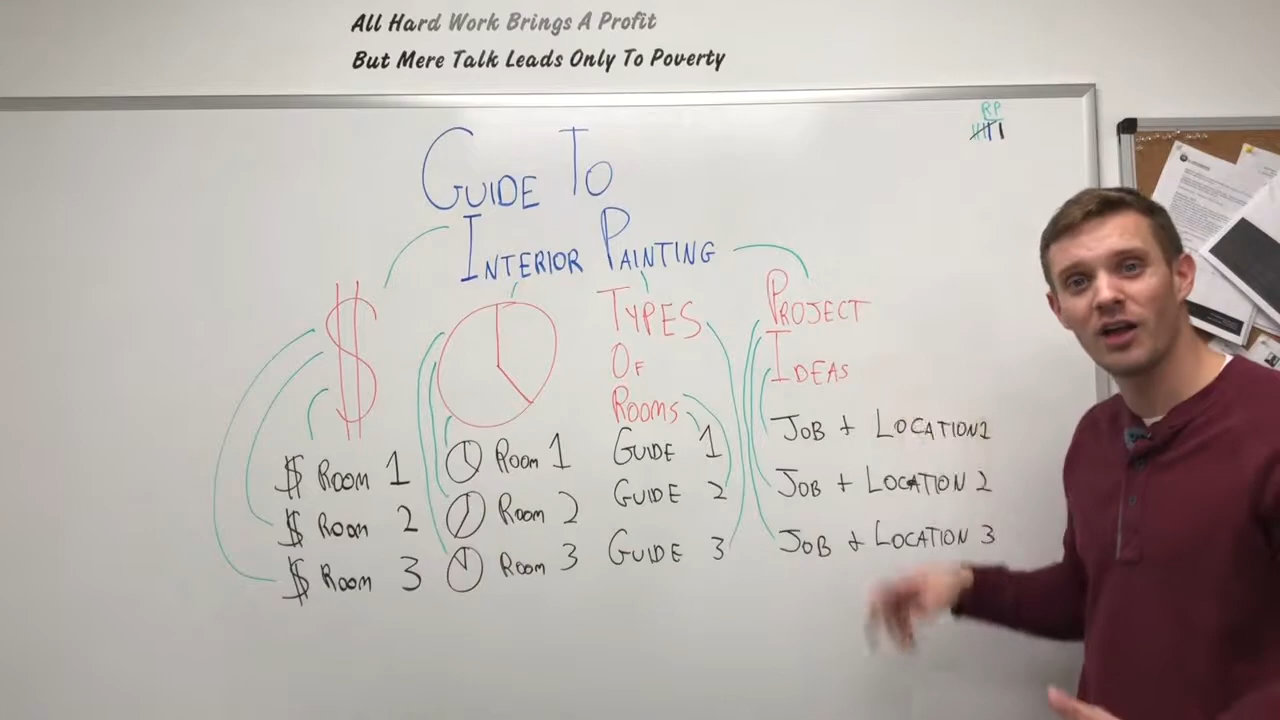 All Hard Work Brings A Profit
But Mere Talk Leads Only To Poverty
RP
GUIDE TO
INTERIOR PAINTING
$
TYPES
OF
ROOMS
PROJECT
IDEAS
$ ROOM 1
$ ROOM 2
$ ROOM 3
ROOM 1
ROOM 2
ROOM 3
GUIDE 1
GUIDE 2
GUIDE 3
JOB + LOCATION 1
JOB + LOCATION 2
JOB + LOCATION 3